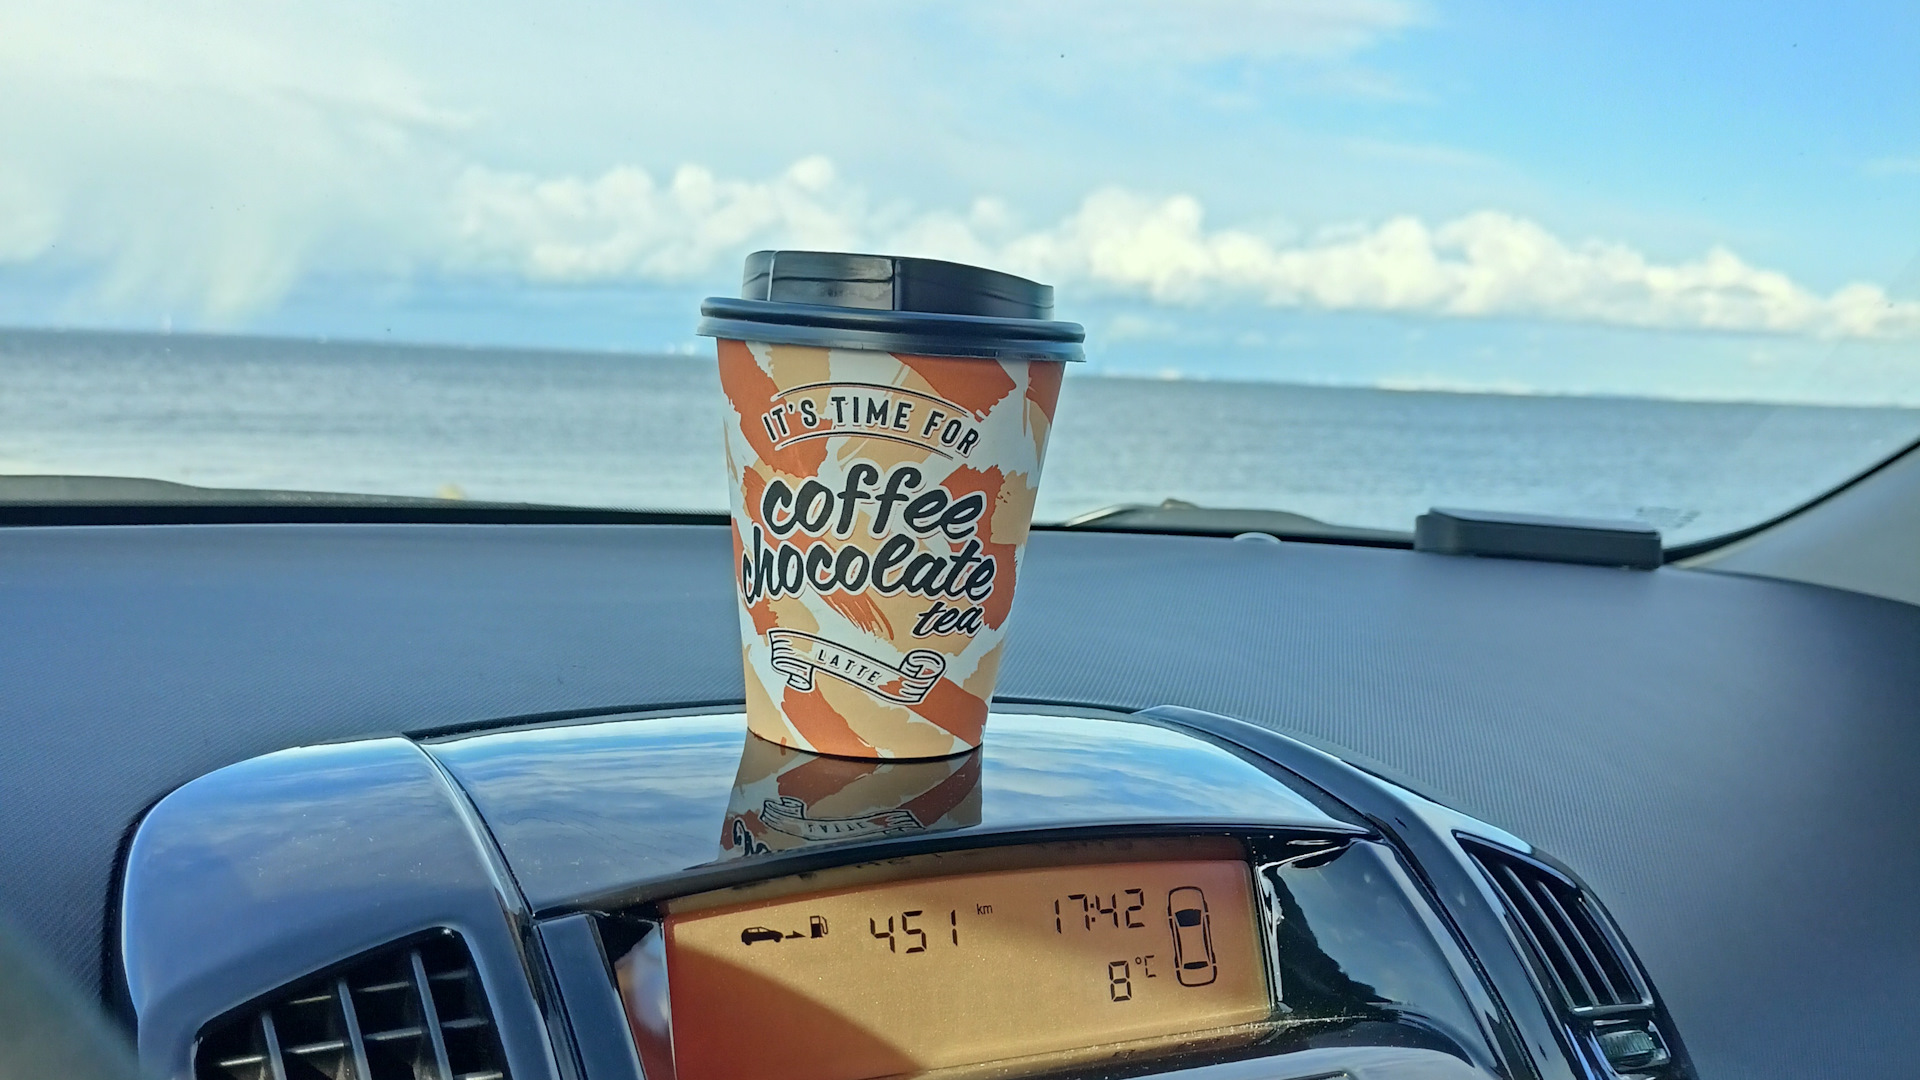 IT'S TIME FOR
coffee
chocolate
tea
LATTE
451 km 17:42
8°C